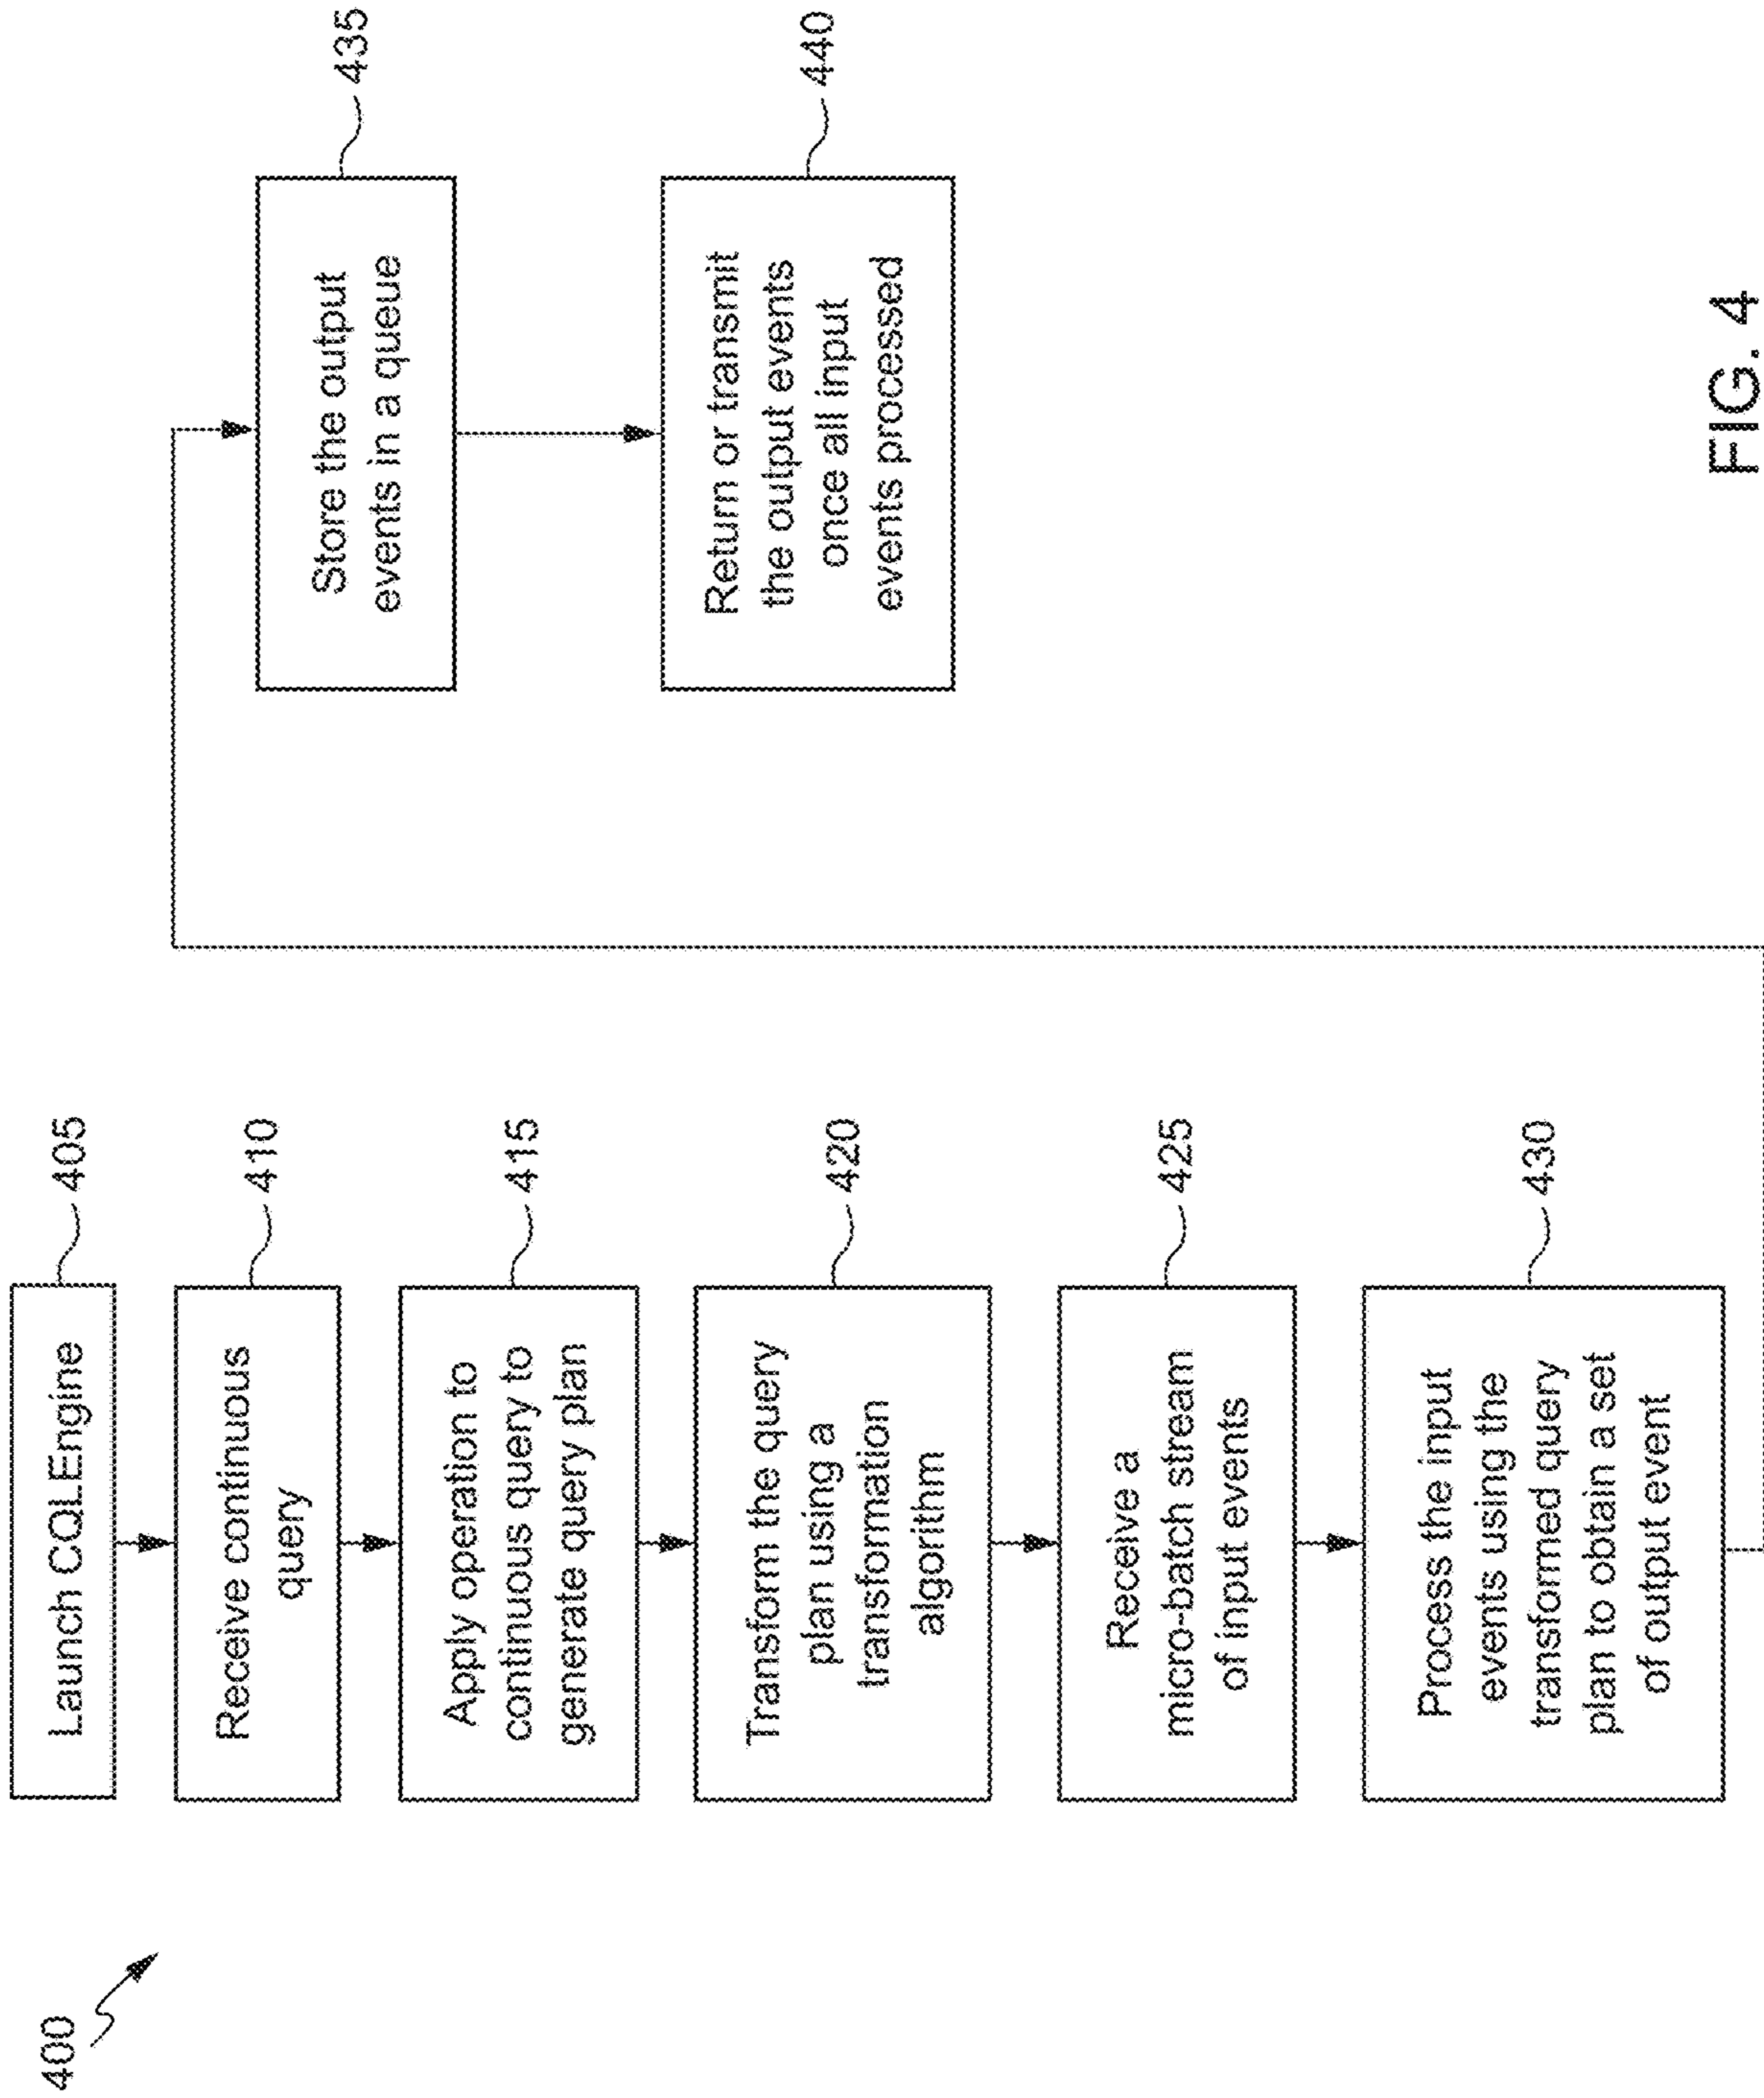 400
Launch CQLEngine
405
Receive continuous
query
410
Apply operation to
continuous query to
generate query plan
415
Transform the query
plan using a
transformation
algorithm
420
Receive a
micro-batch stream
of input events
425
Process the input
events using the
transformed query
plan to obtain a set
of output event
430
Store the output
events in a queue
435
Return or transmit
the output events
once all input
events processed
440
FIG. 4